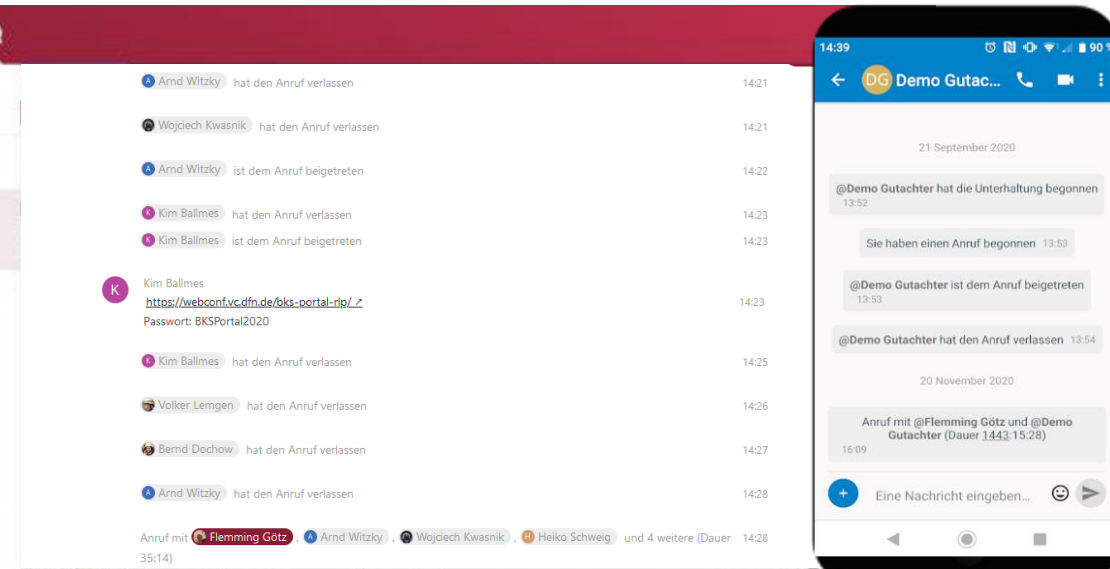 Arnd Witzky hat den Anruf verlassen 14:21
Wojciech Kwasnik hat den Anruf verlassen 14:21
A Arnd Witzky ist dem Anruf beigetreten 14:22
K Kim Ballmes hat den Anruf verlassen 14:23
K Kim Ballmes ist dem Anruf beigetreten 14:23
K
Kim Ballmes
https://webconf.vc.dfn.de/bks-portal-rlp/ ↗ 14:23
Passwort: BKSPortal2020
K Kim Ballmes hat den Anruf verlassen 14:25
Volker Lemgen hat den Anruf verlassen 14:26
Bernd Dochow hat den Anruf verlassen 14:27
A Arnd Witzky hat den Anruf verlassen 14:28
Anruf mit Flemming Götz , A Arnd Witzky , Wojciech Kwasnik , H Heiko Schweig und 4 weitere (Dauer 14:28
35:14)
14:39 90 %
DG Demo Gutac...
21 September 2020
@Demo Gutachter hat die Unterhaltung begonnen
13:52
Sie haben einen Anruf begonnen 13:53
@Demo Gutachter ist dem Anruf beigetreten
13:53
@Demo Gutachter hat den Anruf verlassen 13:54
20 November 2020
Anruf mit @Flemming Götz und @Demo
Gutachter (Dauer 1443:15:28)
16:09
Eine Nachricht eingeben...